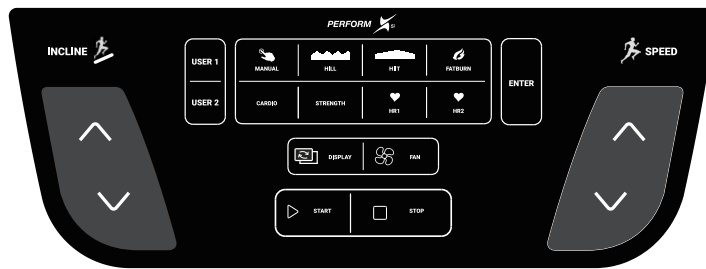 PERFORM
INCLINE
SPEED
USER 1
MANUAL
HILL
HIIT
FATBURN
ENTER
USER 2
CARDIO
STRENGTH
HR1
HR2
DISPLAY
FAN
START
STOP